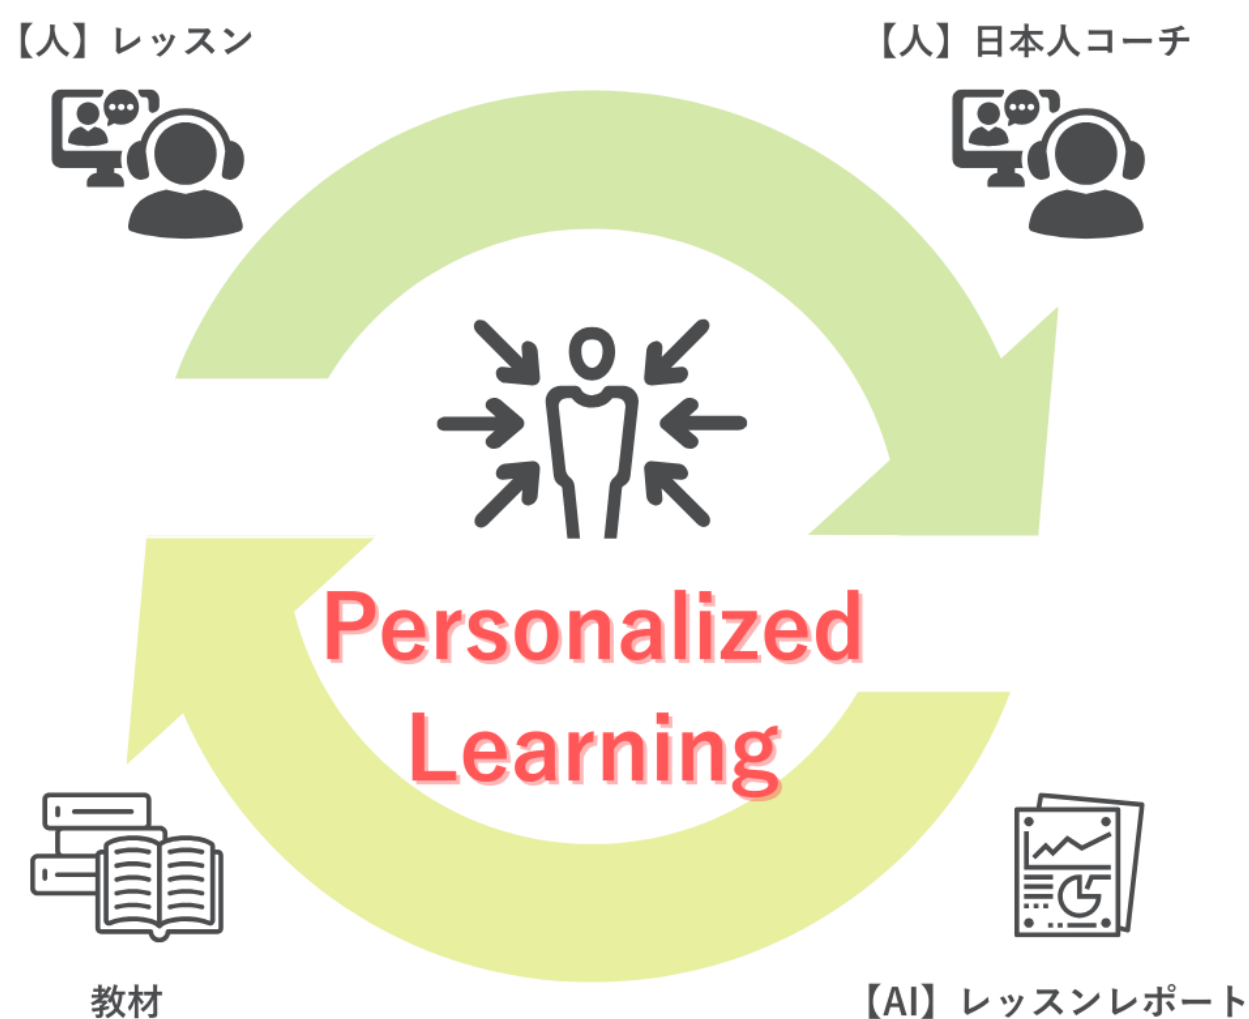 【人】レッスン
【人】日本人コーチ
Personalized
Learning
教材
【AI】レッスンレポート